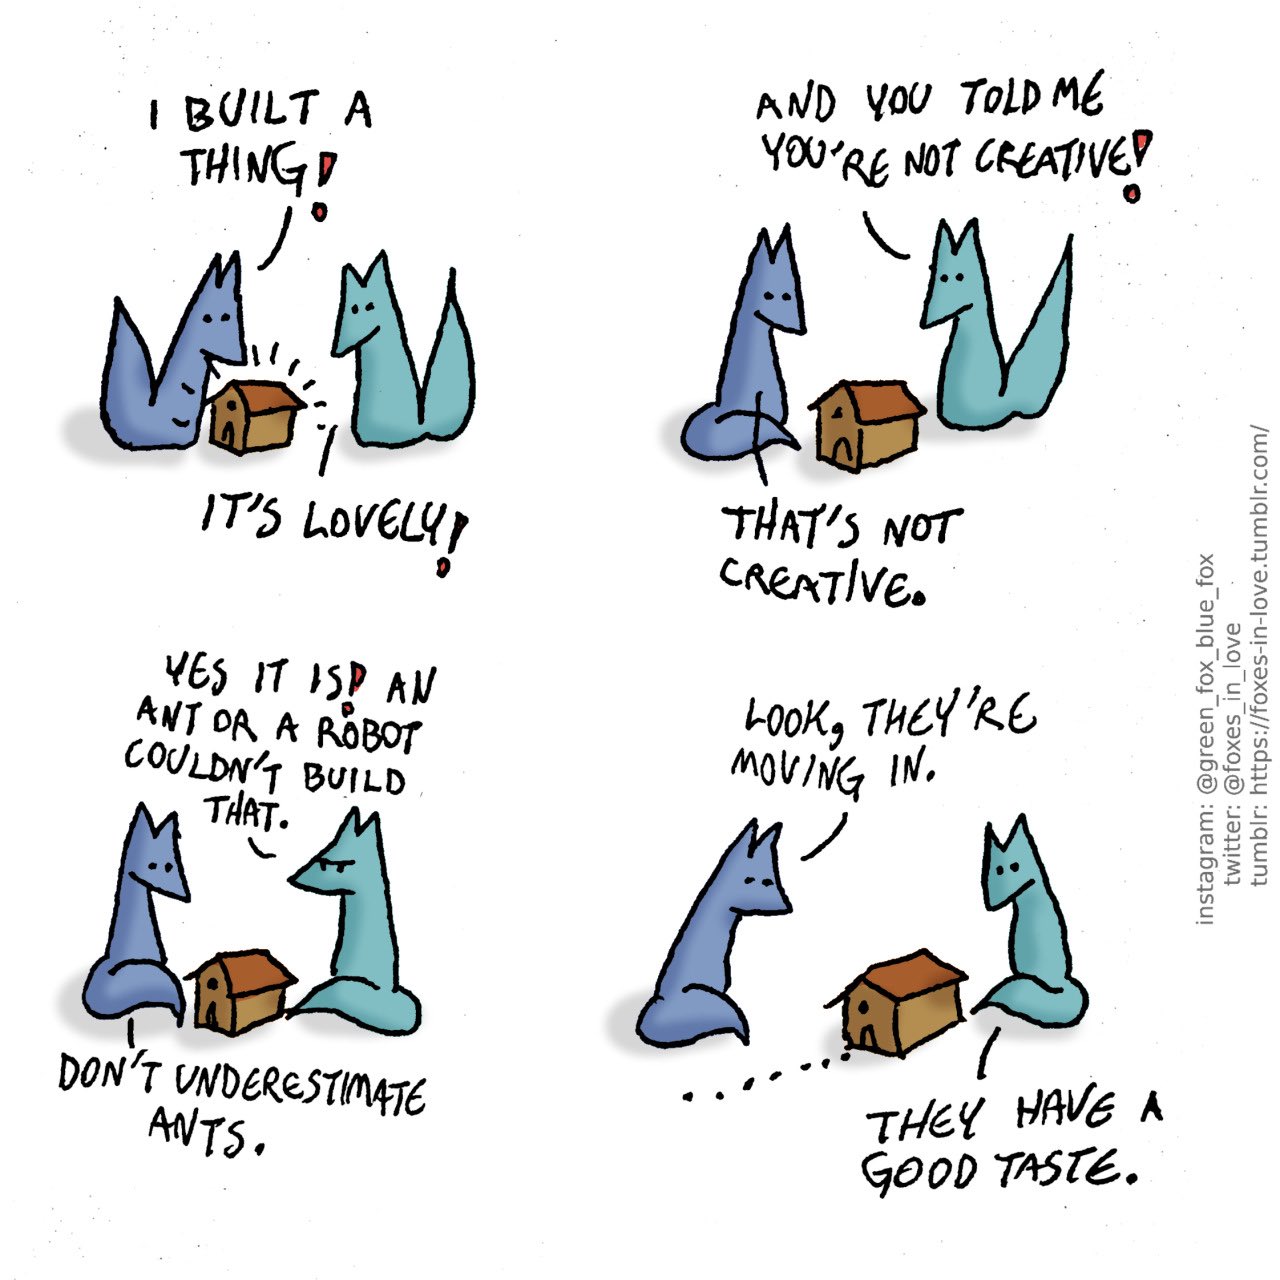 I BUILT A
THING!
IT'S LOVELY!
AND YOU TOLD ME
YOU'RE NOT CREATIVE!
THAT'S NOT
CREATIVE.
YES IT IS! AN
ANT OR A ROBOT
COULDN'T BUILD
THAT.
DON'T UNDERESTIMATE
ANTS.
LOOK, THEY'RE
MOVING IN.
THEY HAVE A
GOOD TASTE.
instagram: @green_fox_blue_fox
twitter: @foxes_in_love
tumblr: https://foxes-in-love.tumblr.com/